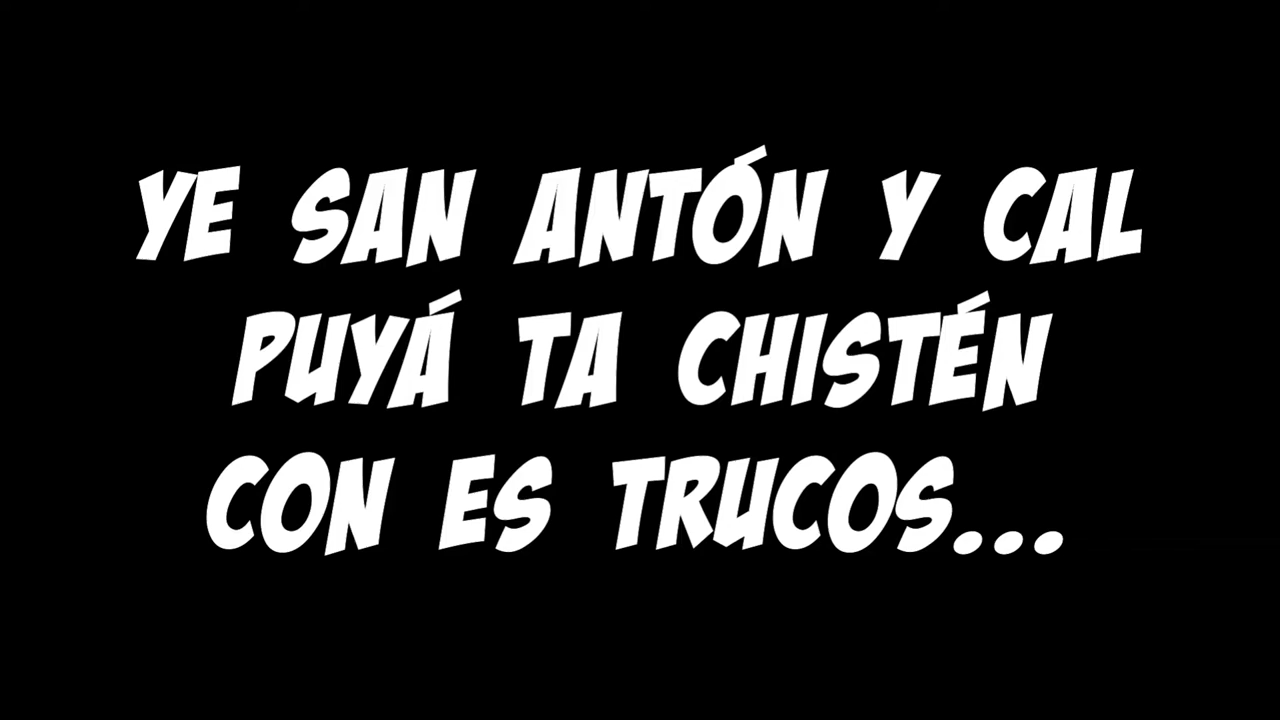 YE SAN ANTÓN Y CAL
PUYÁ TA CHISTÉN
CON ES TRUCOS...